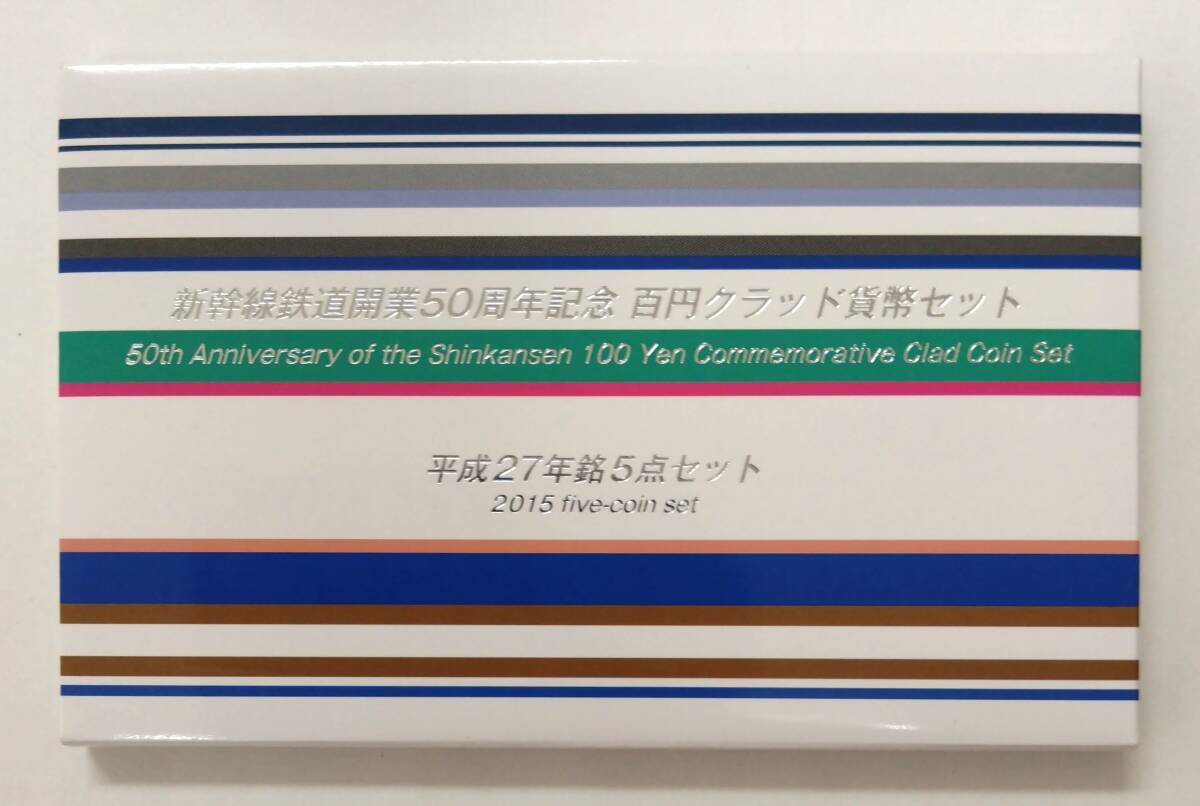 新幹線鉄道開業50周年記念 百円クラッド貨幣セット
50th Anniversary of the Shinkansen 100 Yen Commemorative Clad Coin Set
平成27年銘5点セット
2015 five-coin set